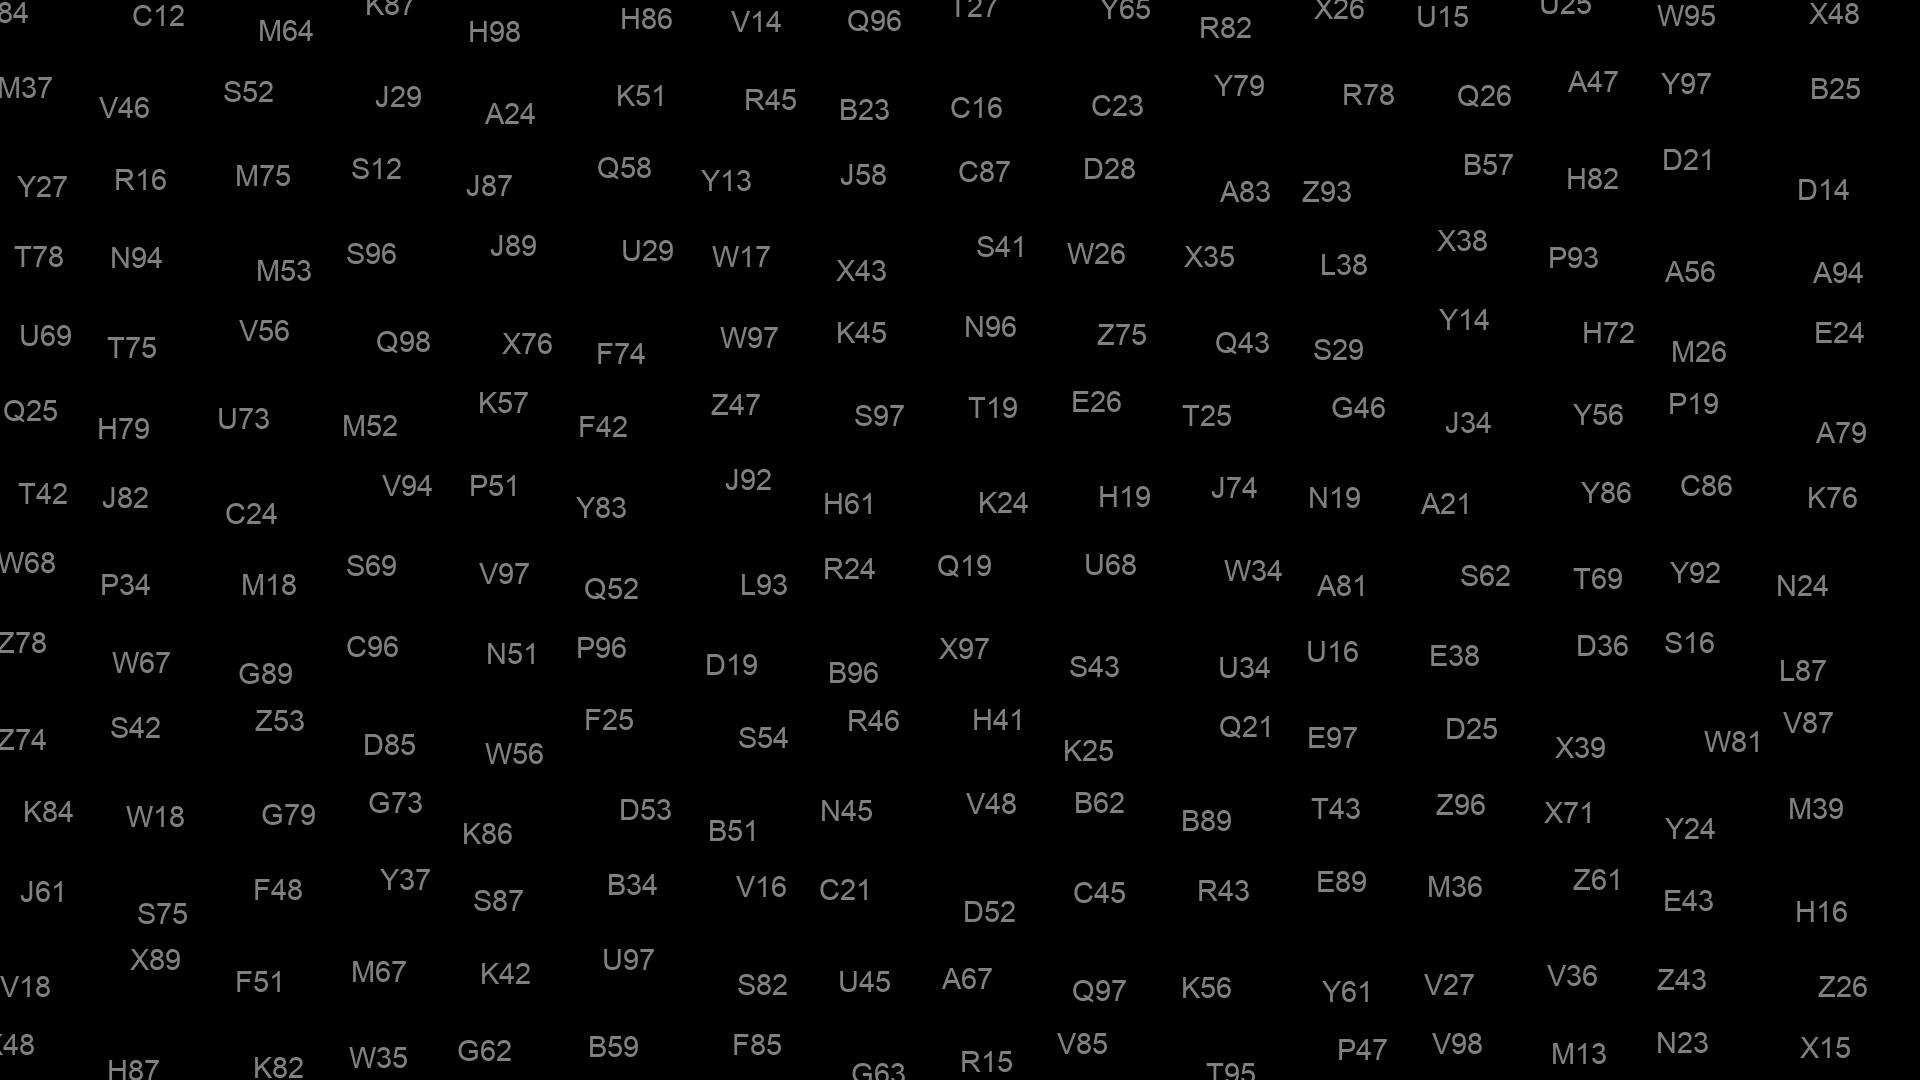 84 C12 M64 K87 H98 H86 V14 Q96 T27 Y65 R82 X26 U15 U25 W95 X48
M37 V46 S52 J29 A24 K51 R45 B23 C16 C23 Y79 R78 Q26 A47 Y97 B25
Y27 R16 M75 S12 J87 Q58 Y13 J58 C87 D28 A83 Z93 B57 H82 D21 D14
T78 N94 M53 S96 J89 U29 W17 X43 S41 W26 X35 L38 X38 P93 A56 A94
U69 T75 V56 Q98 X76 F74 W97 K45 N96 Z75 Q43 S29 Y14 H72 M26 E24
Q25 H79 U73 M52 K57 F42 Z47 S97 T19 E26 T25 G46 J34 Y56 P19 A79
T42 J82 C24 V94 P51 Y83 J92 H61 K24 H19 J74 N19 A21 Y86 C86 K76
W68 P34 M18 S69 V97 Q52 L93 R24 Q19 U68 W34 A81 S62 T69 Y92 N24
Z78 W67 G89 C96 N51 P96 D19 B96 X97 S43 U34 U16 E38 D36 S16 L87
Z74 S42 Z53 D85 W56 F25 S54 R46 H41 K25 Q21 E97 D25 X39 W81 V87
K84 W18 G79 G73 K86 D53 B51 N45 V48 B62 B89 T43 Z96 X71 Y24 M39
J61 S75 F48 Y37 S87 B34 V16 C21 D52 C45 R43 E89 M36 Z61 E43 H16
V18 X89 F51 M67 K42 U97 S82 U45 A67 Q97 K56 Y61 V27 V36 Z43 Z26
48 H87 K82 W35 G62 B59 F85 G63 R15 V85 T95 P47 V98 M13 N23 X15